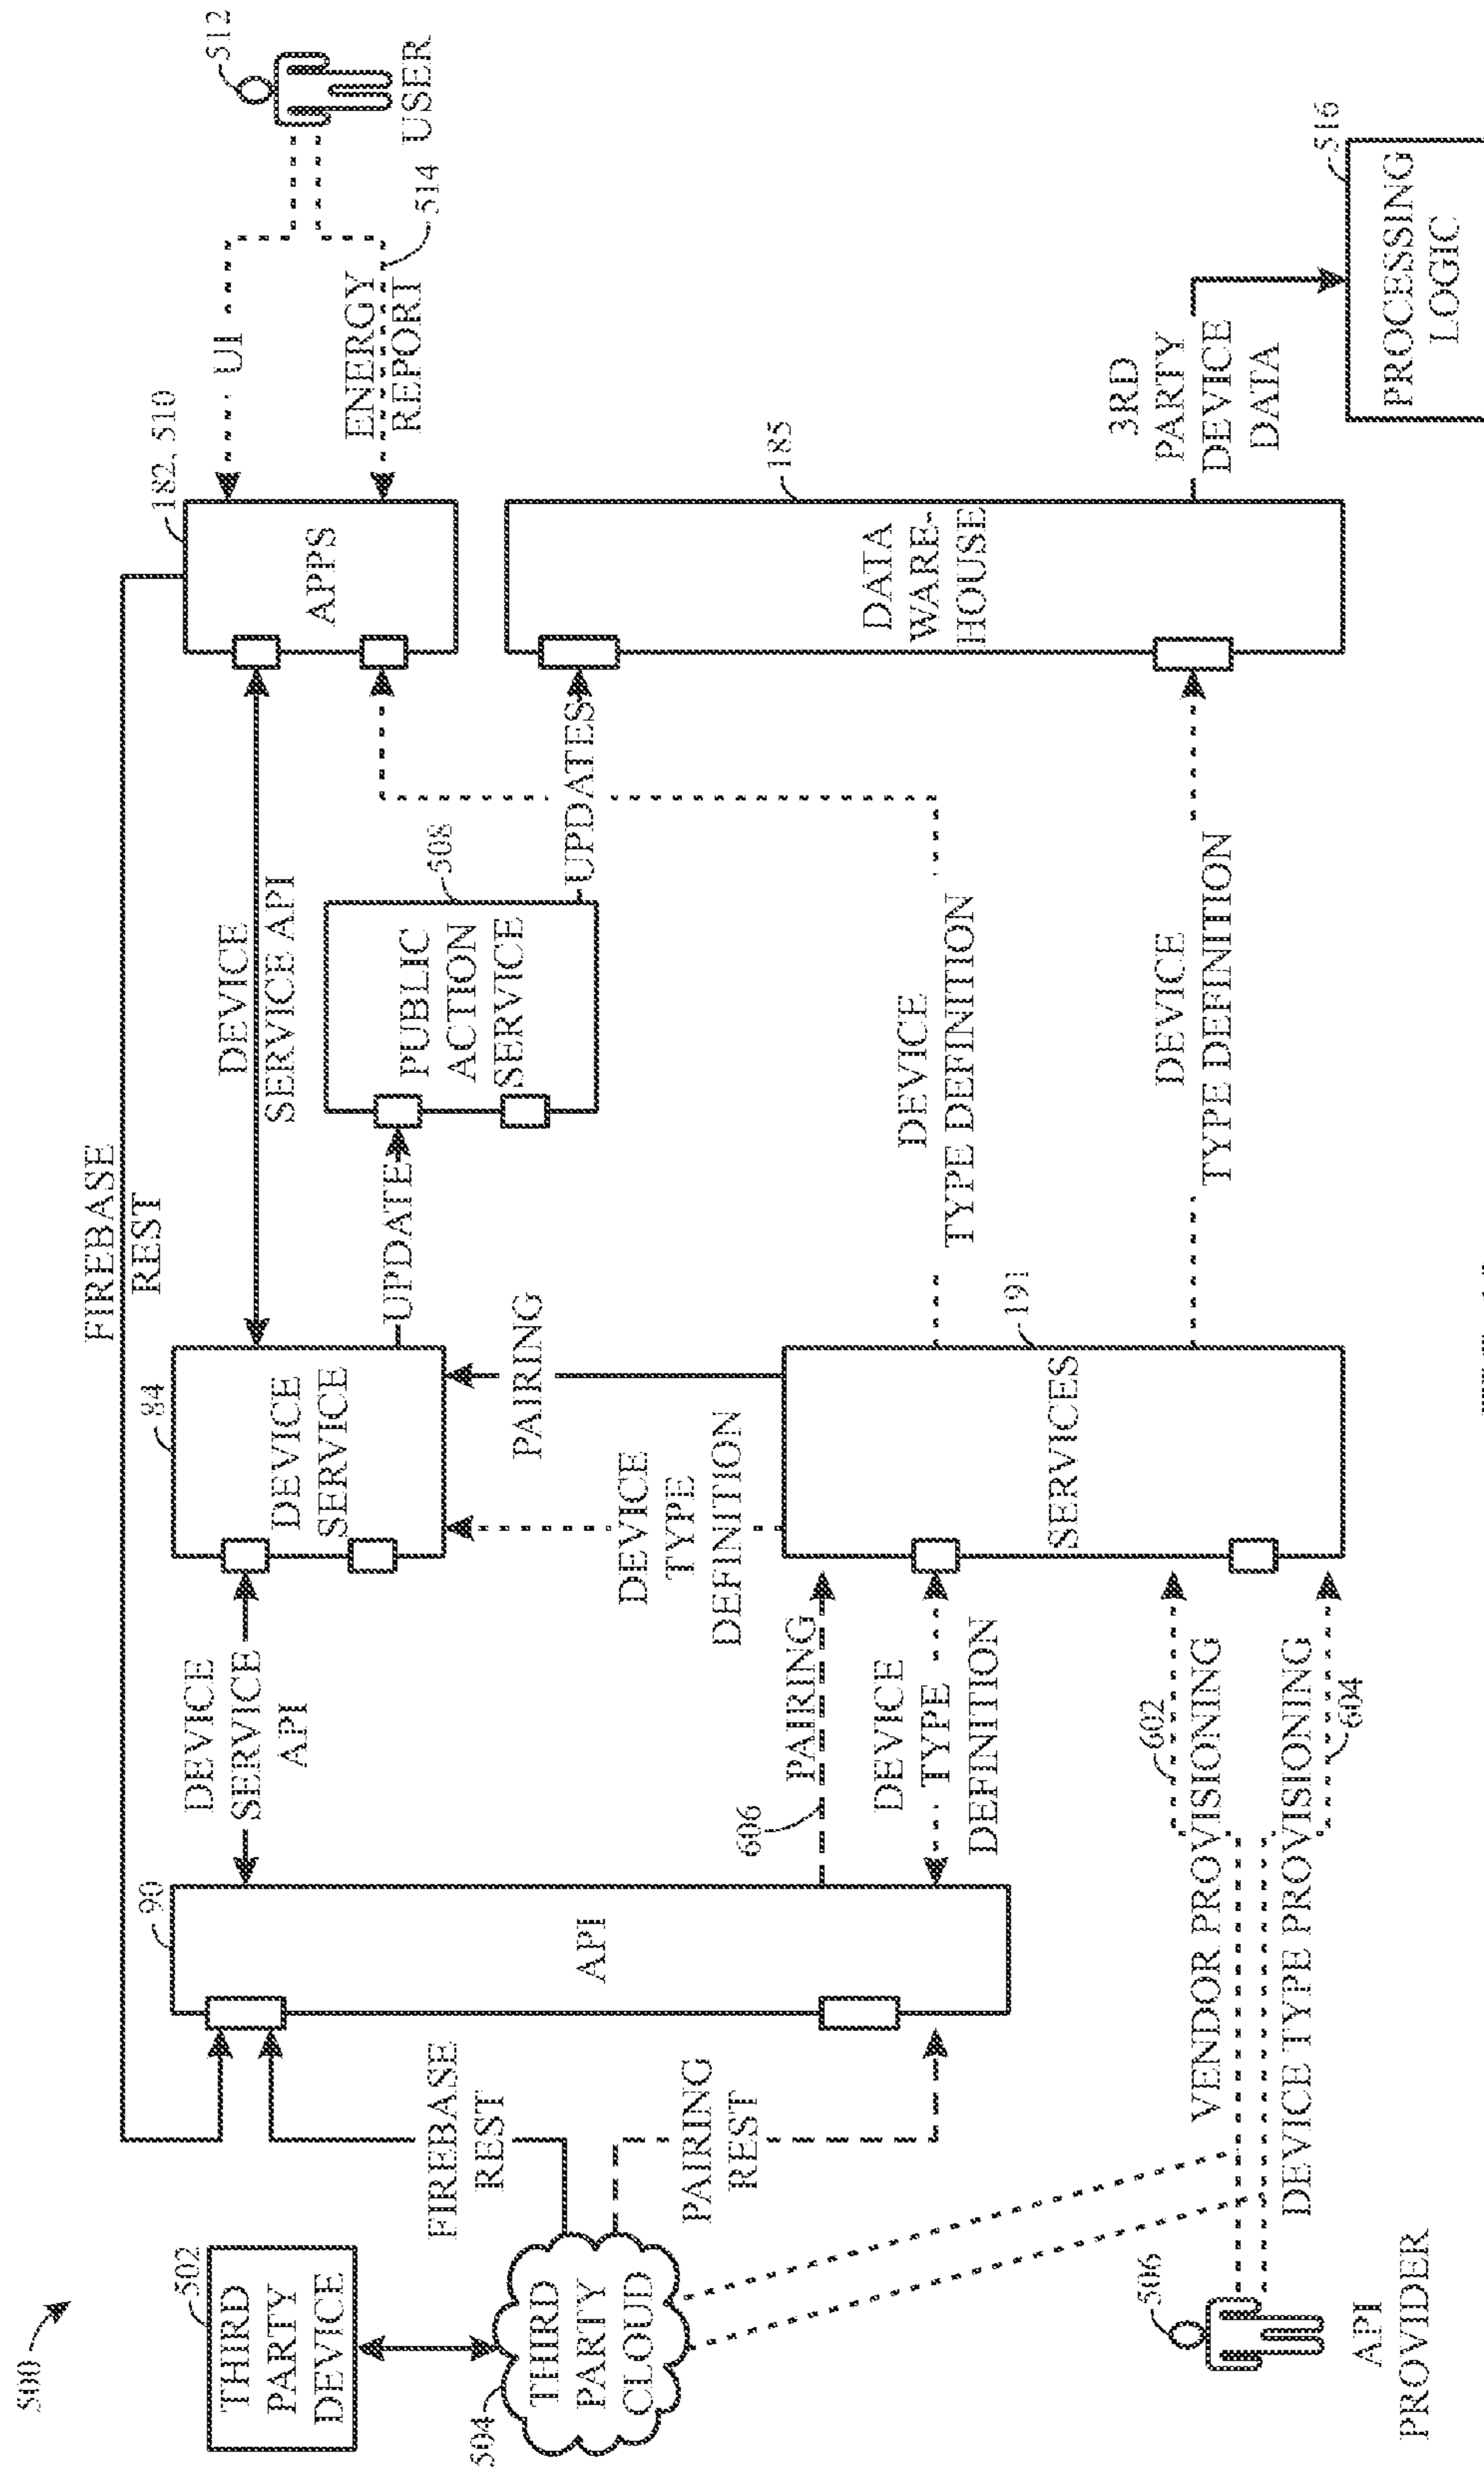 500
502
THIRD
PARTY
DEVICE
504
THIRD
PARTY
CLOUD
506
API
PROVIDER
FIREBASE
REST
FIREBASE
REST
PAIRING
REST
90
API
DEVICE
SERVICE
API
606
PAIRING
DEVICE
TYPE
DEFINITION
602
VENDOR PROVISIONING
DEVICE TYPE PROVISIONING
604
84
DEVICE
SERVICE
PAIRING
DEVICE
TYPE
DEFINITION
191
SERVICES
UPDATE
508
PUBLIC
ACTION
SERVICE
DEVICE
SERVICE API
UPDATES
DEVICE
TYPE DEFINITION
DEVICE
TYPE DEFINITION
182, 510
APPS
185
DATA
WARE-
HOUSE
UI
ENERGY
REPORT
514
512
USER
3RD
PARTY
DEVICE
DATA
516
PROCESSING
LOGIC